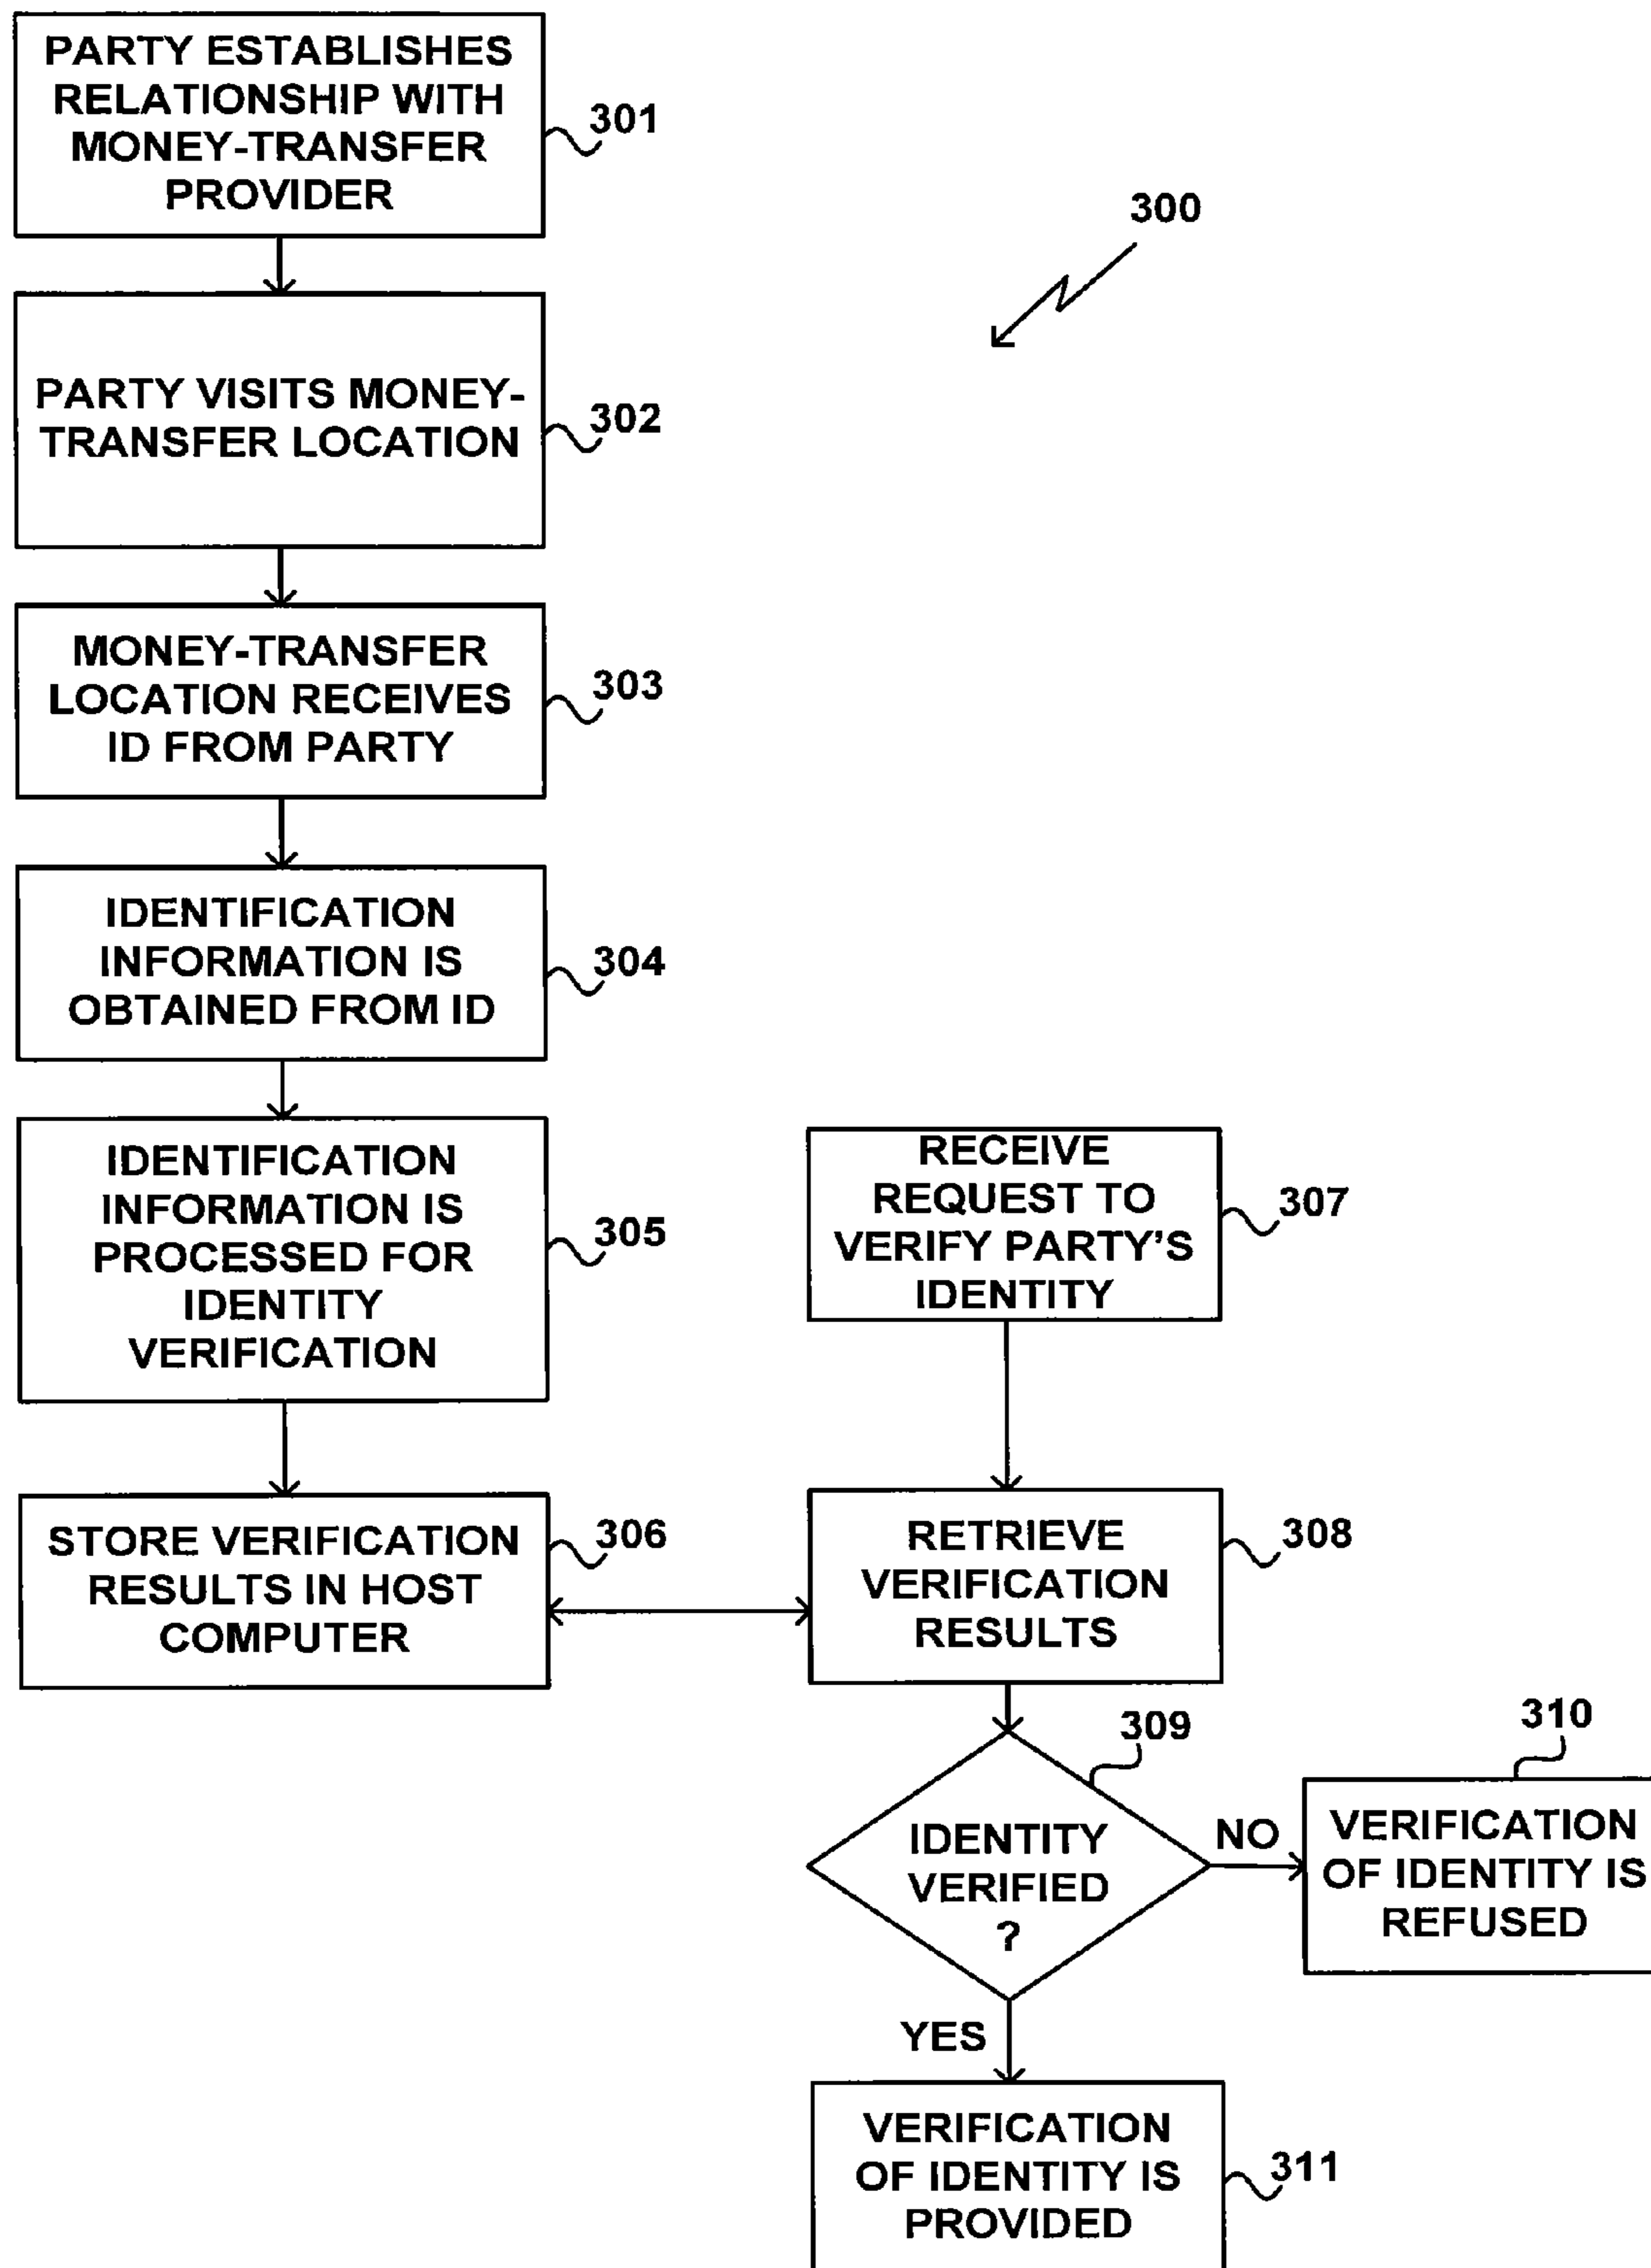 PARTY ESTABLISHES
RELATIONSHIP WITH
MONEY-TRANSFER
PROVIDER
301
300
PARTY VISITS MONEY-
TRANSFER LOCATION
302
MONEY-TRANSFER
LOCATION RECEIVES
ID FROM PARTY
303
IDENTIFICATION
INFORMATION IS
OBTAINED FROM ID
304
IDENTIFICATION
INFORMATION IS
PROCESSED FOR
IDENTITY
VERIFICATION
305
RECEIVE
REQUEST TO
VERIFY PARTY'S
IDENTITY
307
STORE VERIFICATION
RESULTS IN HOST
COMPUTER
306
RETRIEVE
VERIFICATION
RESULTS
308
309
IDENTITY
VERIFIED
?
NO
310
VERIFICATION
OF IDENTITY IS
REFUSED
YES
VERIFICATION
OF IDENTITY IS
PROVIDED
311